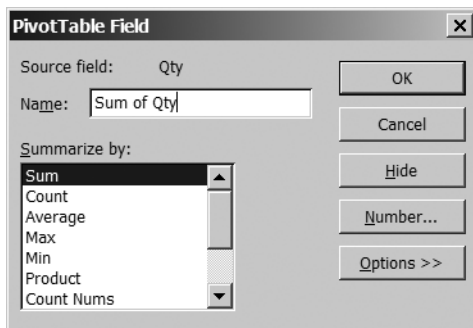 PivotTable Field
Source field: Qty
Name: Sum of Qty
Summarize by:
Sum
Count
Average
Max
Min
Product
Count Nums
OK
Cancel
Hide
Number...
Options >>